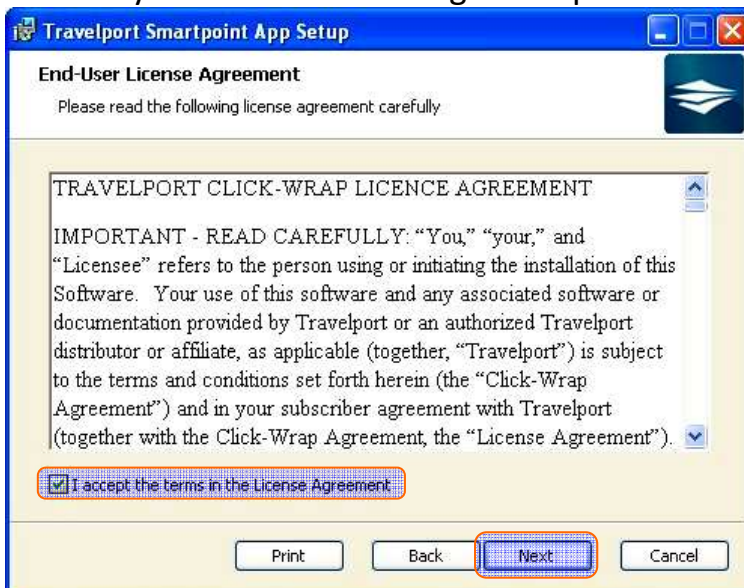 Travelport Smartpoint App Setup
End-User License Agreement
Please read the following license agreement carefully
TRAVELPORT CLICK-WRAP LICENCE AGREEMENT
IMPORTANT - READ CAREFULLY: “You,” “your,” and
“Licensee” refers to the person using or initiating the installation of this
Software. Your use of this software and any associated software or
documentation provided by Travelport or an authorized Travelport
distributor or affiliate, as applicable (together, “Travelport”) is subject
to the terms and conditions set forth herein (the “Click-Wrap
Agreement”) and in your subscriber agreement with Travelport
(together with the Click-Wrap Agreement, the “License Agreement”).
I accept the terms in the License Agreement
Print Back Next Cancel